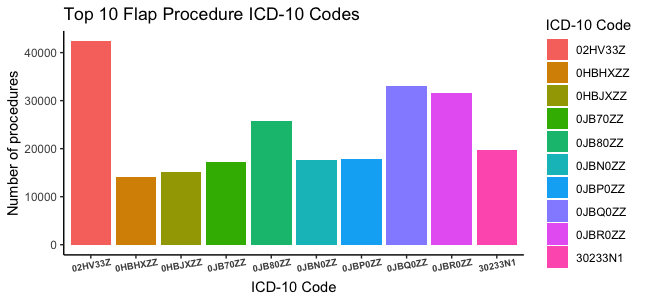 Top 10 Flap Procedure ICD-10 Codes
Number of procedures
40000
30000
20000
10000
0
02HV33Z 0HBHXZZ 0HBJXZZ 0JB70ZZ 0JB80ZZ 0JBN0ZZ 0JBP0ZZ 0JBQ0ZZ 0JBR0ZZ 30233N1
ICD-10 Code
ICD-10 Code
02HV33Z
0HBHXZZ
0HBJXZZ
0JB70ZZ
0JB80ZZ
0JBN0ZZ
0JBP0ZZ
0JBQ0ZZ
0JBR0ZZ
30233N1